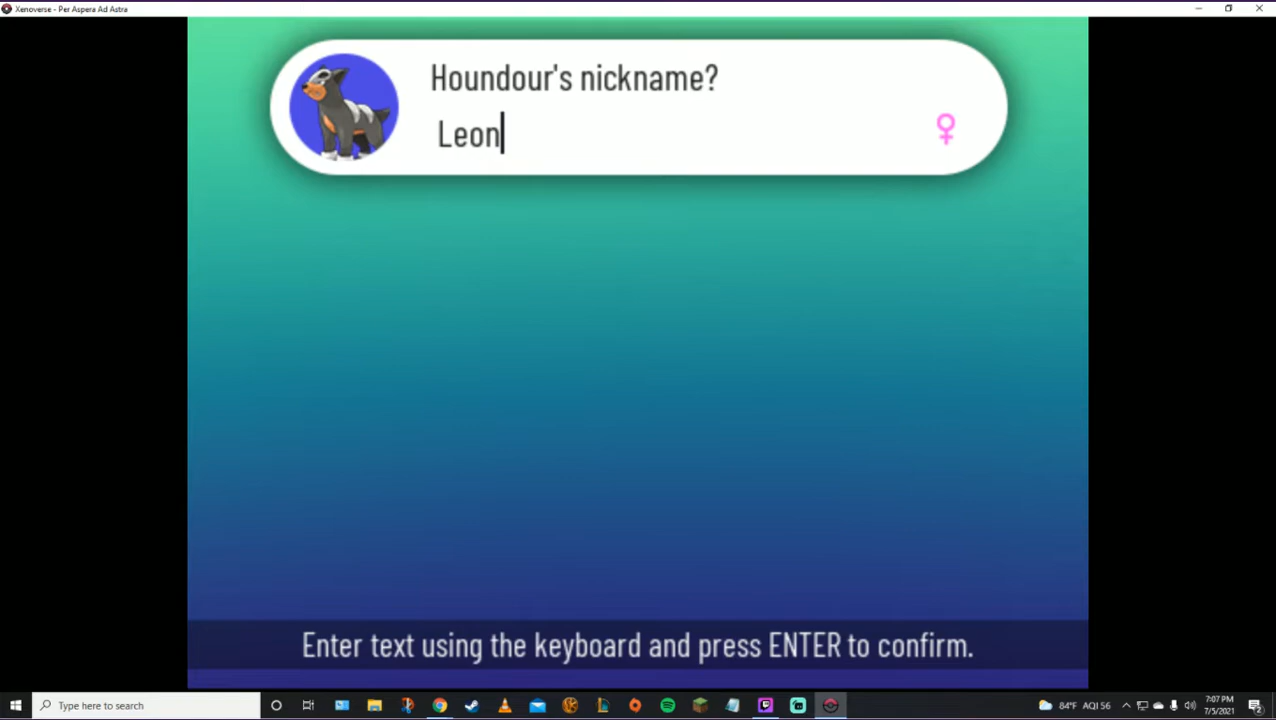 Xenoverse - Per Aspera Ad Astra
Houndour's nickname?
Leon
♀
Enter text using the keyboard and press ENTER to confirm.
Type here to search
84°F AQI 56
7:07 PM
7/5/2021
2